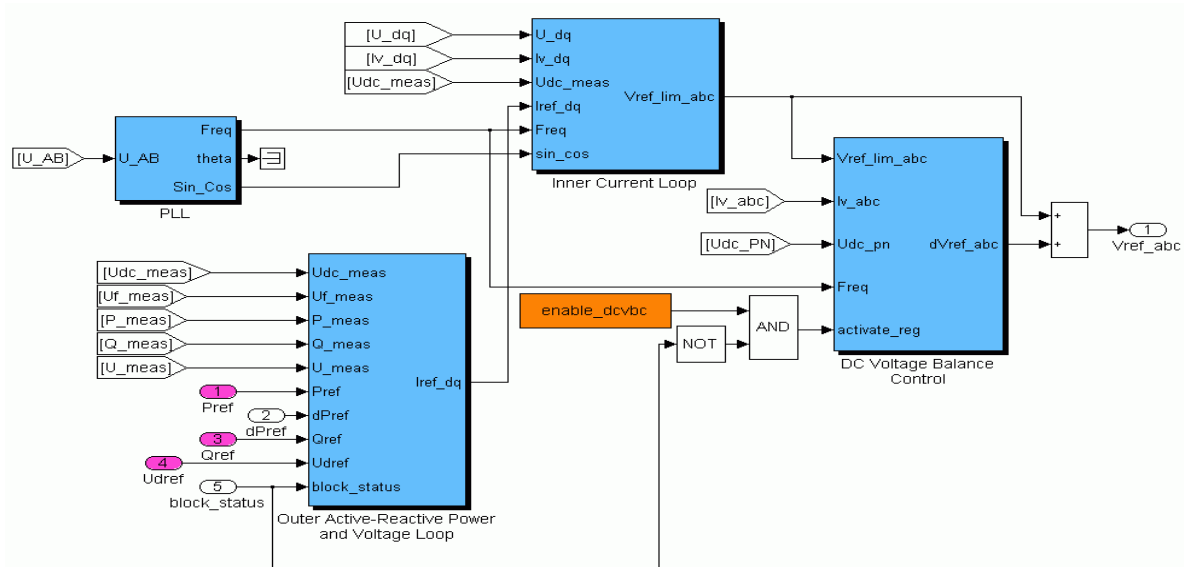 [U_dq]
[Iv_dq]
[Udc_meas]
U_dq
Iv_dq
Udc_meas
Iref_dq
Freq
sin_cos
Vref_lim_abc
Inner Current Loop
[U_AB]
U_AB
Freq
theta
Sin_Cos
PLL
[Iv_abc]
[Udc_PN]
Vref_lim_abc
Iv_abc
Udc_pn
Freq
activate_reg
dVref_abc
DC Voltage Balance
Control
+
+
1
Vref_abc
enable_dcvbc
NOT
AND
[Udc_meas]
[Uf_meas]
[P_meas]
[Q_meas]
[U_meas]
1
Pref
2
dPref
3
Qref
4
Udref
5
block_status
Udc_meas
Uf_meas
P_meas
Q_meas
U_meas
Pref
dPref
Qref
Udref
block_status
Iref_dq
Outer Active-Reactive Power
and Voltage Loop